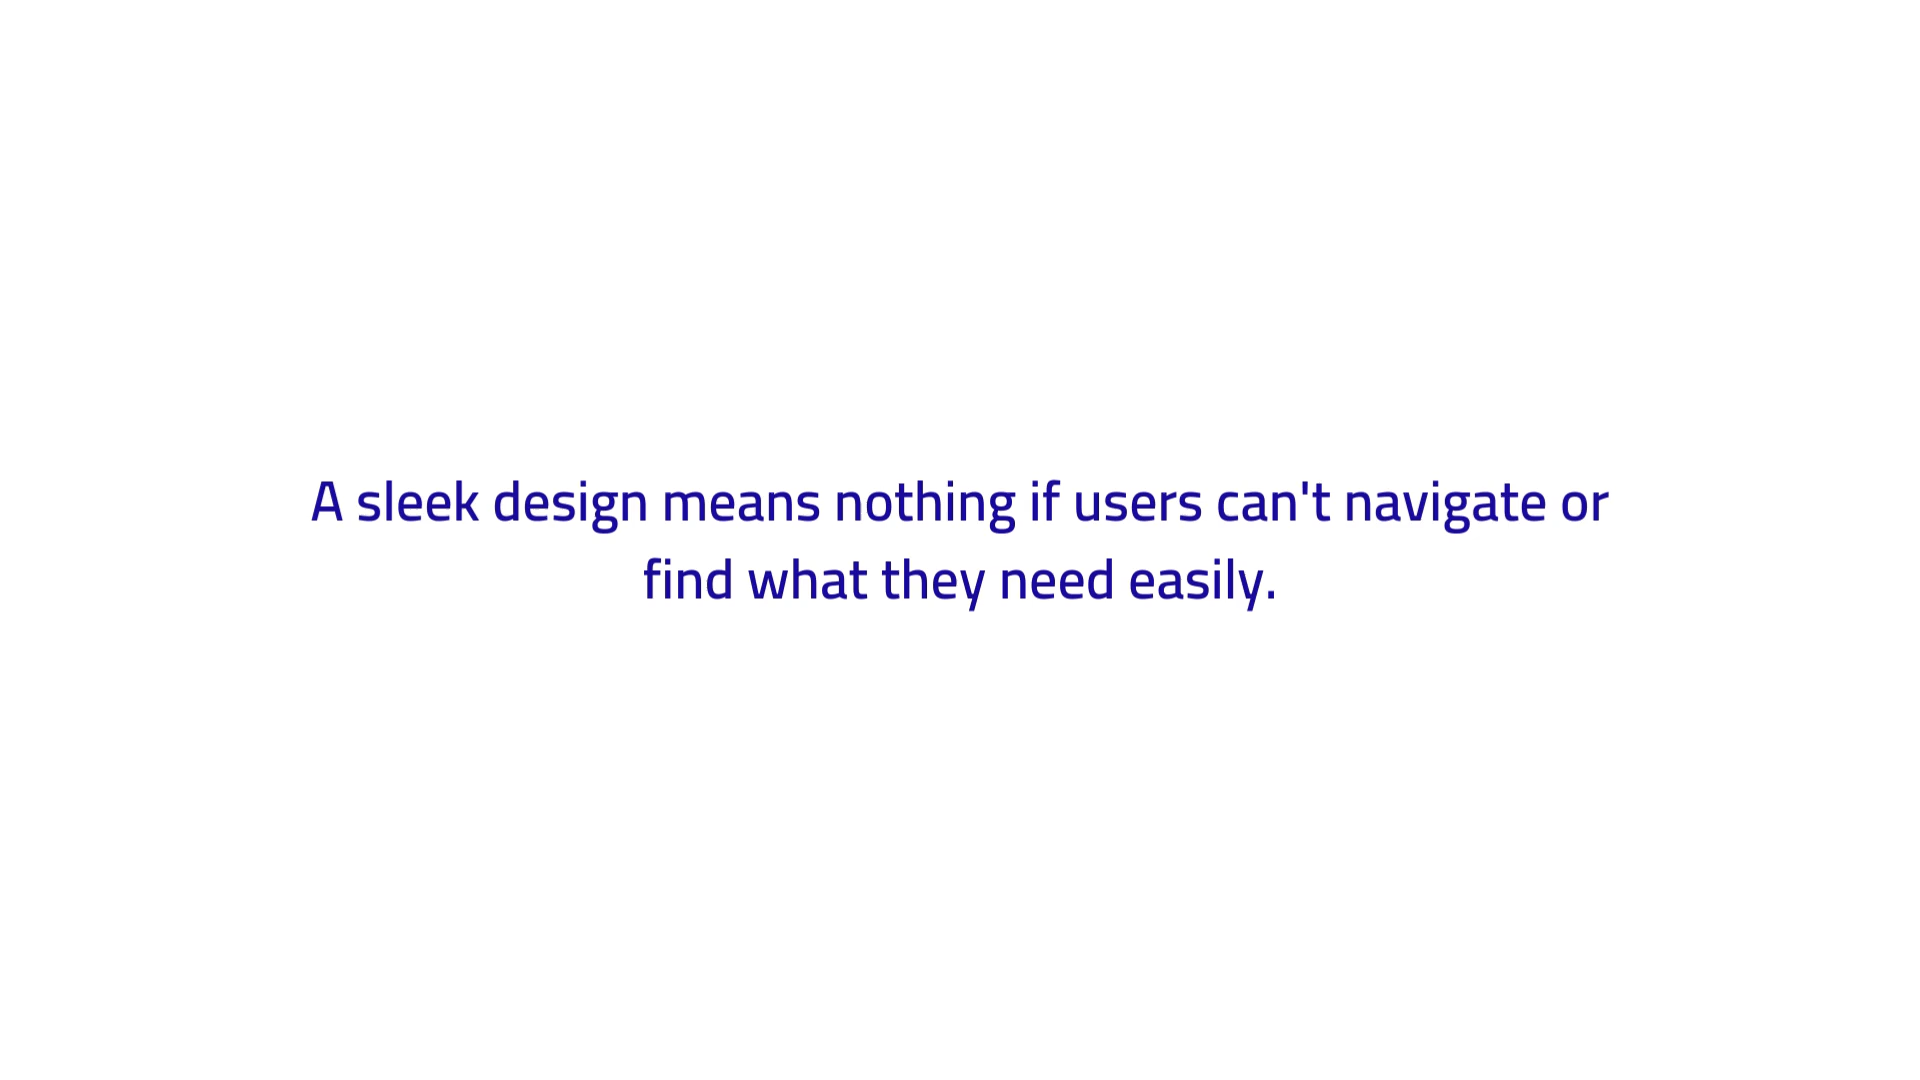 A sleek design means nothing if users can't navigate or
find what they need easily.